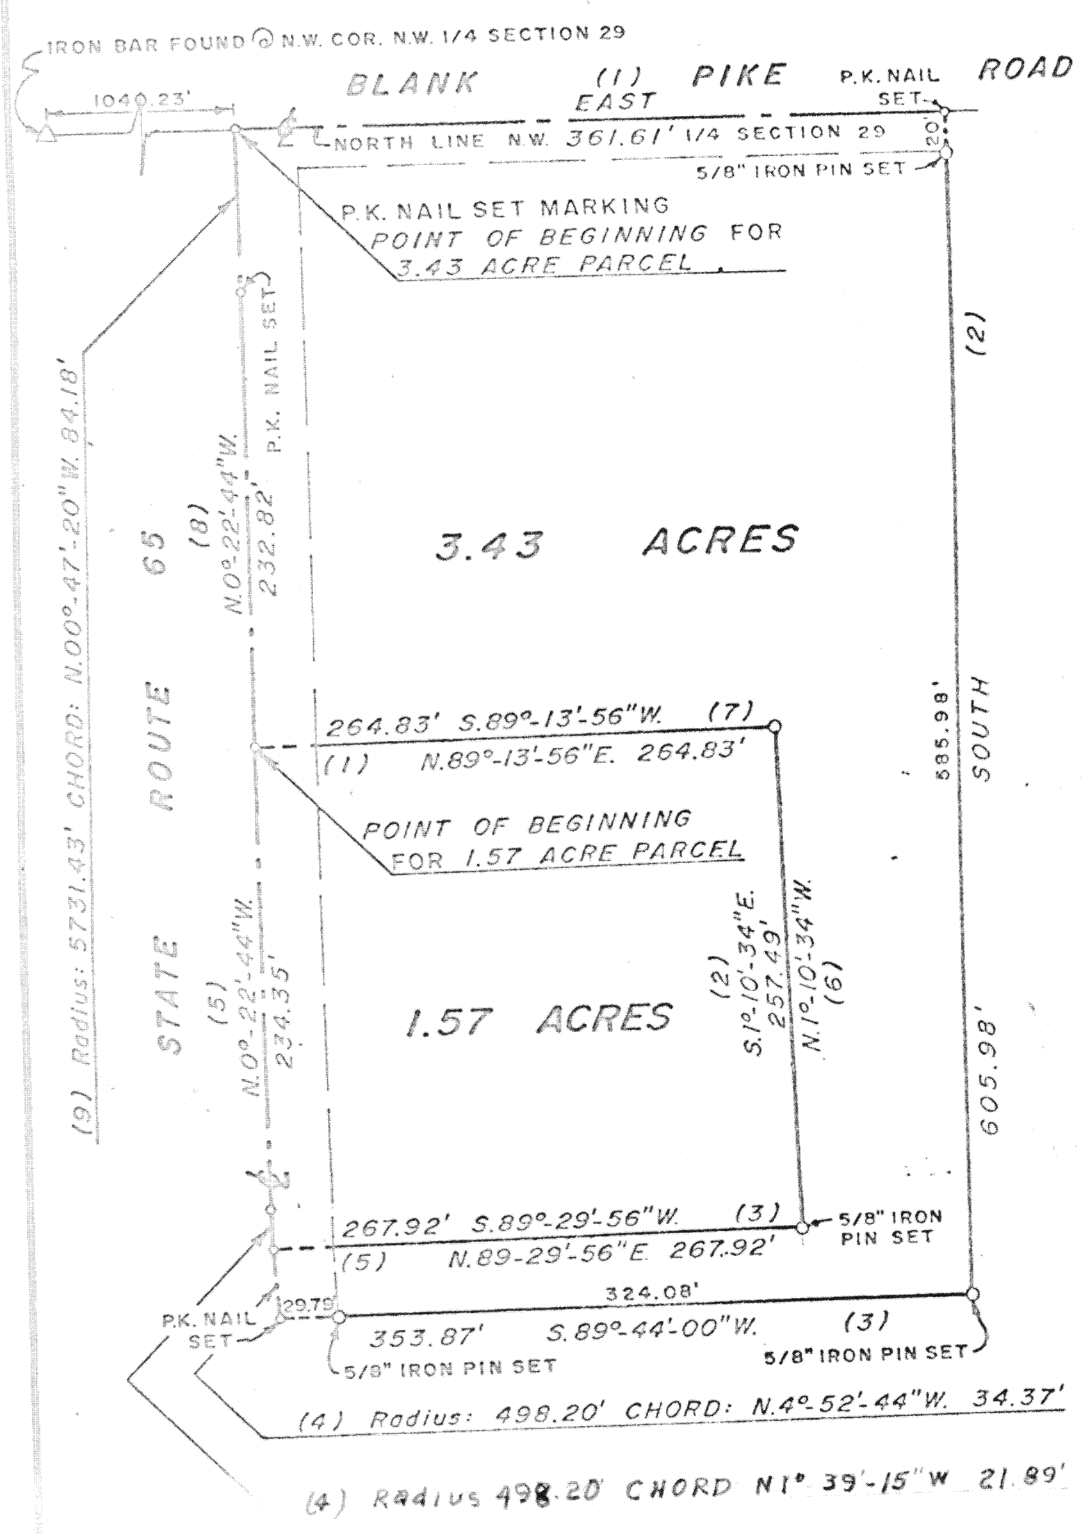 IRON BAR FOUND @ N.W. COR. N.W. 1/4 SECTION 29
BLANK (1) PIKE ROAD
EAST
P.K. NAIL
SET
1040.23'
NORTH LINE N.W. 361.61' 1/4 SECTION 29
20'
5/8" IRON PIN SET
P.K. NAIL SET MARKING
POINT OF BEGINNING FOR
3.43 ACRE PARCEL
P.K. NAIL SET
(2)
(8)
N.0°-22'-44"W.
232.82'
3.43 ACRES
STATE ROUTE 65
(9) Radius: 5731.43' CHORD: N.00°-47'-20"W. 84.18'
264.83' S.89°-13'-56"W. (7)
(1) N.89°-13'-56"E. 264.83'
585.98'
SOUTH
605.98'
POINT OF BEGINNING
FOR 1.57 ACRE PARCEL
(5)
N.0°-22'-44"W.
234.35'
1.57 ACRES
(2)
S.1°-10'-34"E.
257.49'
N.1°-10'-34"W.
(6)
267.92' S.89°-29'-56"W. (3)
(5) N.89-29'-56"E. 267.92'
5/8" IRON
PIN SET
324.08'
29.79
P.K. NAIL
SET
353.87' S.89°-44'-00"W. (3)
5/8" IRON PIN SET
5/8" IRON PIN SET
(4) Radius: 498.20' CHORD: N.4°-52'-44"W. 34.37'
(4) Radius 498.20' CHORD N1° 39'-15"W 21.89'